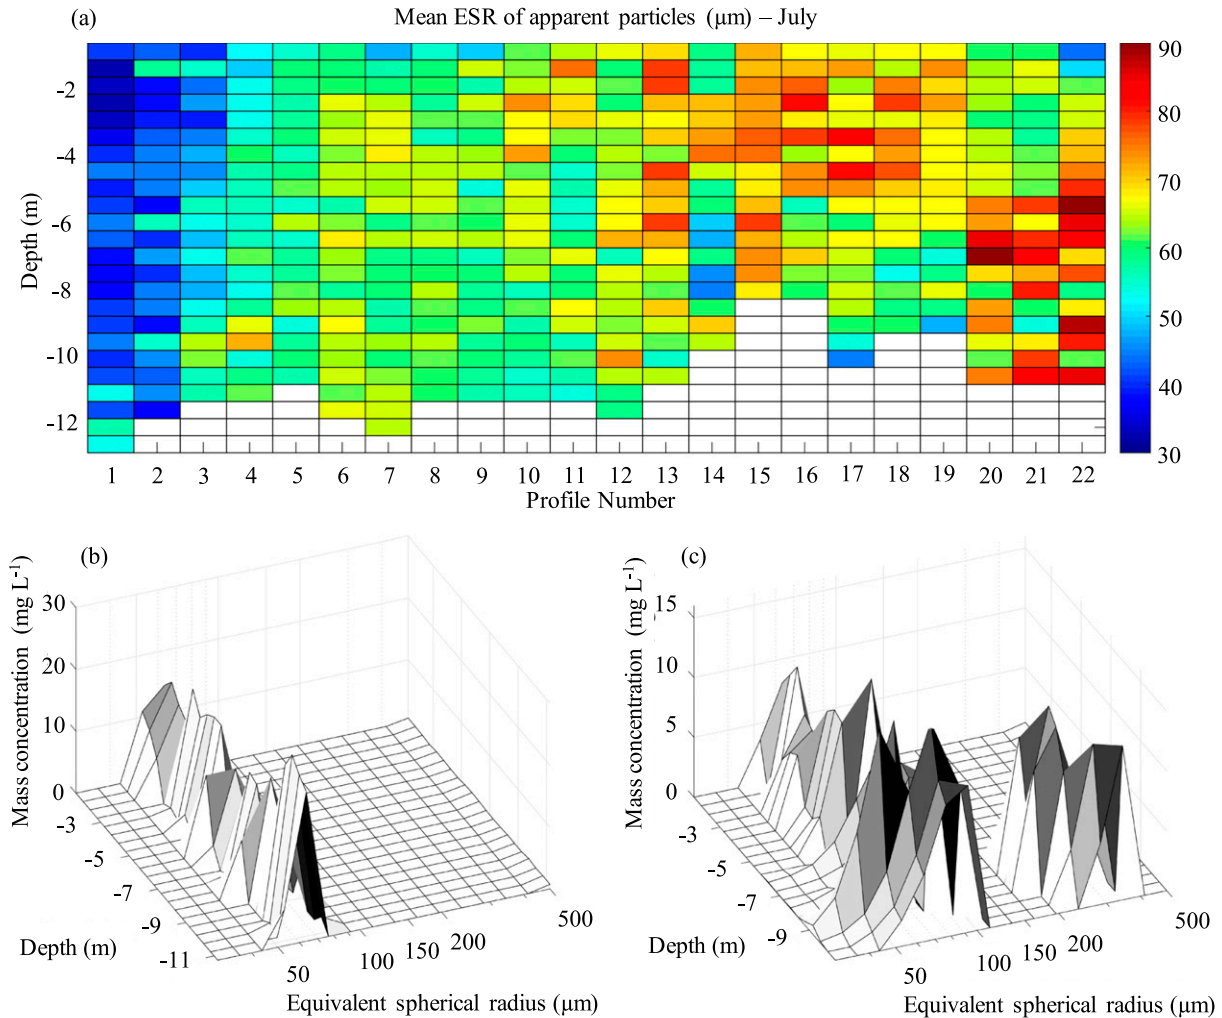 (a)
Mean ESR of apparent particles (μm) – July
90
80
70
60
50
40
30
Depth (m)
-2
-4
-6
-8
-10
-12
1 2 3 4 5 6 7 8 9 10 11 12 13 14 15 16 17 18 19 20 21 22
Profile Number
(b)
Mass concentration (mg L-1)
30
20
10
0
-3
-5
-7
-9
-11
Depth (m)
50 100 150 200 500
Equivalent spherical radius (μm)
(c)
Mass concentration (mg L-1)
15
10
5
0
-3
-5
-7
-9
Depth (m)
50 100 150 200 500
Equivalent spherical radius (μm)